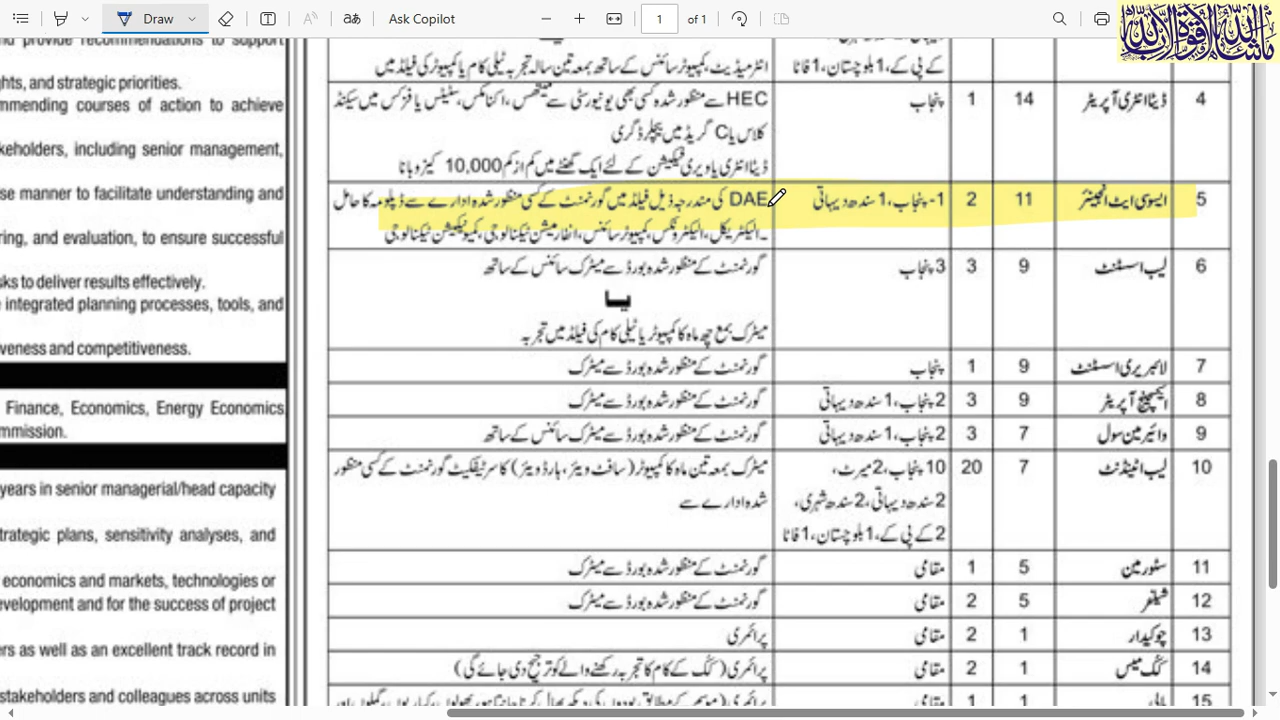 Draw
Ask Copilot
1 of 1
ماشاء اللہ لا قوۃ الا باللہ
nd provide recommendations to support
ghts, and strategic priorities.
mmending courses of action to achieve
keholders, including senior management,
se manner to facilitate understanding and
ring, and evaluation, to ensure successful
sks to deliver results effectively.
e integrated planning processes, tools, and
iveness and competitiveness.
Finance, Economics, Energy Economics
mmission.
years in senior managerial/head capacity
trategic plans, sensitivity analyses, and
economics and markets, technologies or
evelopment and for the success of project
ers as well as an excellent track record in
stakeholders and colleagues across units
کے پی کے، 1 بلوچستان، 1 فاٹا
انٹرمیڈیٹ، کمپیوٹر سائنس کے ساتھ بمعہ تین سالہ تجربہ ٹیلی کام یا کمپیوٹر کی فیلڈ میں
4 ڈیٹا انٹری آپریٹر 14 1 پنجاب HEC سے منظور شدہ کسی بھی یونیورسٹی سے میتھس، اکنامکس، سٹیٹس یا فزکس میں سیکنڈ
کلاس یا C گریڈ میں بیچلر ڈگری
ڈیٹا انٹری یا ویری فیکیشن کے لئے ایک گھنٹے میں کم از کم 10,000 کیز دبانا
5 ایسوسی ایٹ انجینئر 11 2 1- پنجاب، 1 سندھ دیہاتی DAE کی مندرجہ ذیل فیلڈ میں گورنمنٹ کے کسی منظور شدہ ادارے سے ڈپلومہ کا حامل
۔الیکٹریکل، الیکٹرونکس، کمپیوٹر سائنس، انفارمیشن ٹیکنالوجی، کمیونیکیشن ٹیکنالوجی
6 لیب اسسٹنٹ 9 3 3 پنجاب گورنمنٹ کے منظور شدہ بورڈ سے میٹرک سائنس کے ساتھ
یا
میٹرک بمع چھ ماہ کا کمپیوٹر یا ٹیلی کام کی فیلڈ میں تجربہ
7 لائبریری اسسٹنٹ 9 1 پنجاب گورنمنٹ کے منظور شدہ بورڈ سے میٹرک
8 ایکسچینج آپریٹر 9 3 2 پنجاب، 1 سندھ دیہاتی گورنمنٹ کے منظور شدہ بورڈ سے میٹرک
9 وائیرمین سول 7 3 2 پنجاب، 1 سندھ دیہاتی گورنمنٹ کے منظور شدہ بورڈ سے میٹرک سائنس کے ساتھ
10 لیب اٹینڈنٹ 7 20 10 پنجاب، 2 میرٹ، میٹرک بمعہ تین ماہ کا کمپیوٹر (سافٹ ویئر، ہارڈ ویئر) کا سرٹیفکیٹ گورنمنٹ کے کسی منظور
2 سندھ دیہاتی، 2 سندھ شہری، شدہ ادارے سے
2 کے پی کے، 1 بلوچستان، 1 فاٹا
11 سٹور مین 5 1 مقامی گورنمنٹ کے منظور شدہ بورڈ سے میٹرک
12 شیلفر 5 2 مقامی گورنمنٹ کے منظور شدہ بورڈ سے میٹرک
13 چوکیدار 1 2 مقامی پرائمری
14 کُک میس 1 2 مقامی پرائمری (کُک کے کام کا تجربہ رکھنے والے کو ترجیح دی جائے گی)
15 مالی 1 1 مقامی